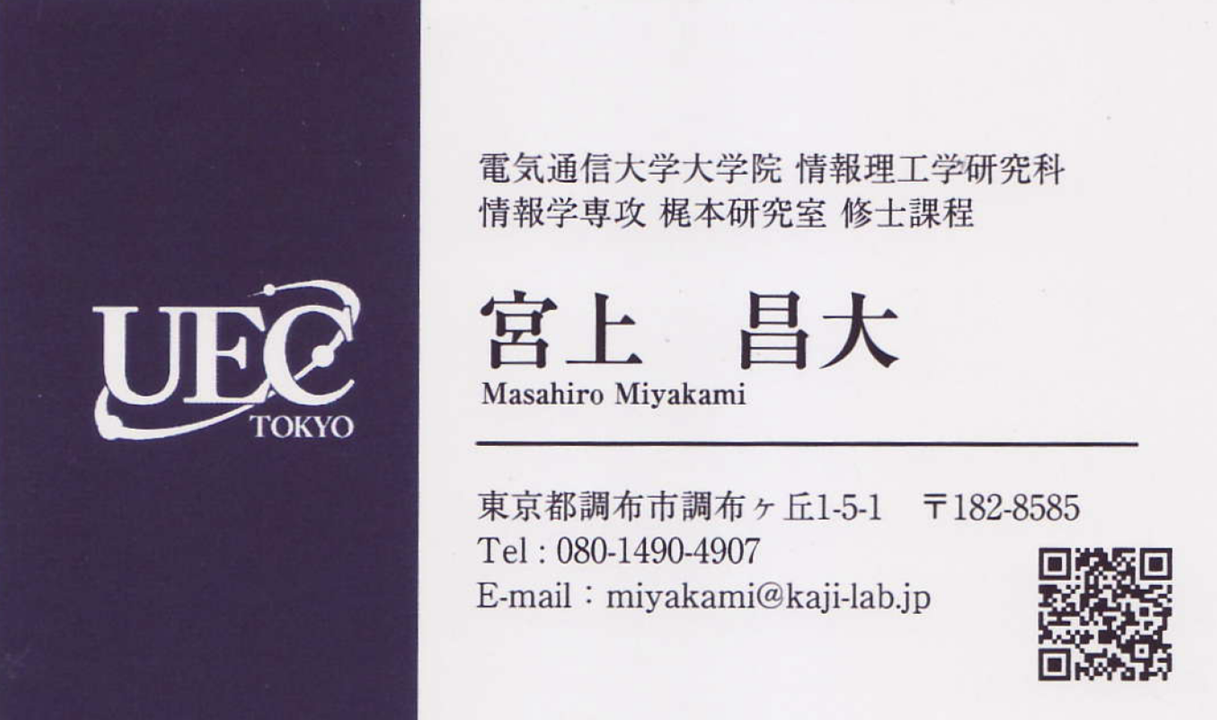 UEC
TOKYO
電気通信大学大学院 情報理工学研究科
情報学専攻 梶本研究室 修士課程
宮上　昌大
Masahiro Miyakami
東京都調布市調布ヶ丘1-5-1　〒182-8585
Tel : 080-1490-4907
E-mail：miyakami@kaji-lab.jp